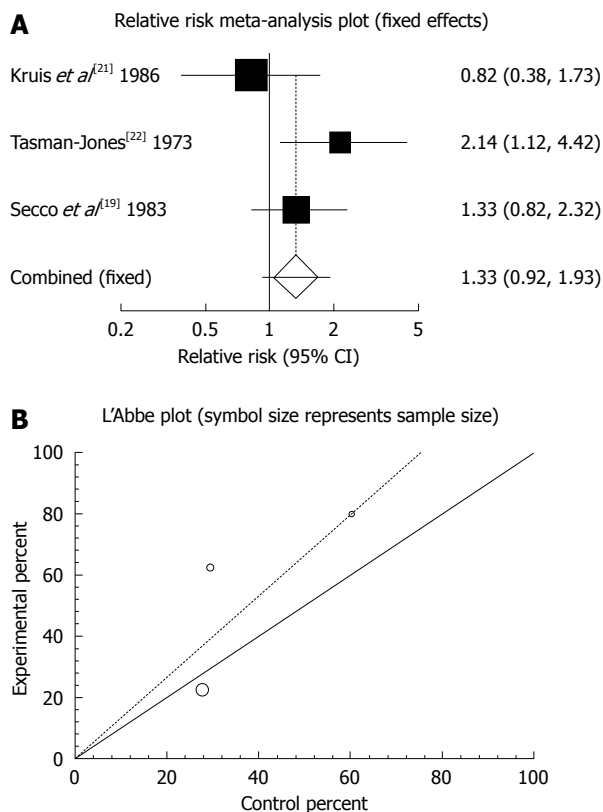 A Relative risk meta-analysis plot (fixed effects)
Kruis et al[21] 1986 0.82 (0.38, 1.73)
Tasman-Jones[22] 1973 2.14 (1.12, 4.42)
Secco et al[19] 1983 1.33 (0.82, 2.32)
Combined (fixed) 1.33 (0.92, 1.93)
0.2 0.5 1 2 5
Relative risk (95% CI)
B L'Abbe plot (symbol size represents sample size)
100
80
60
40
20
0
Experimental percent
0 20 40 60 80 100
Control percent